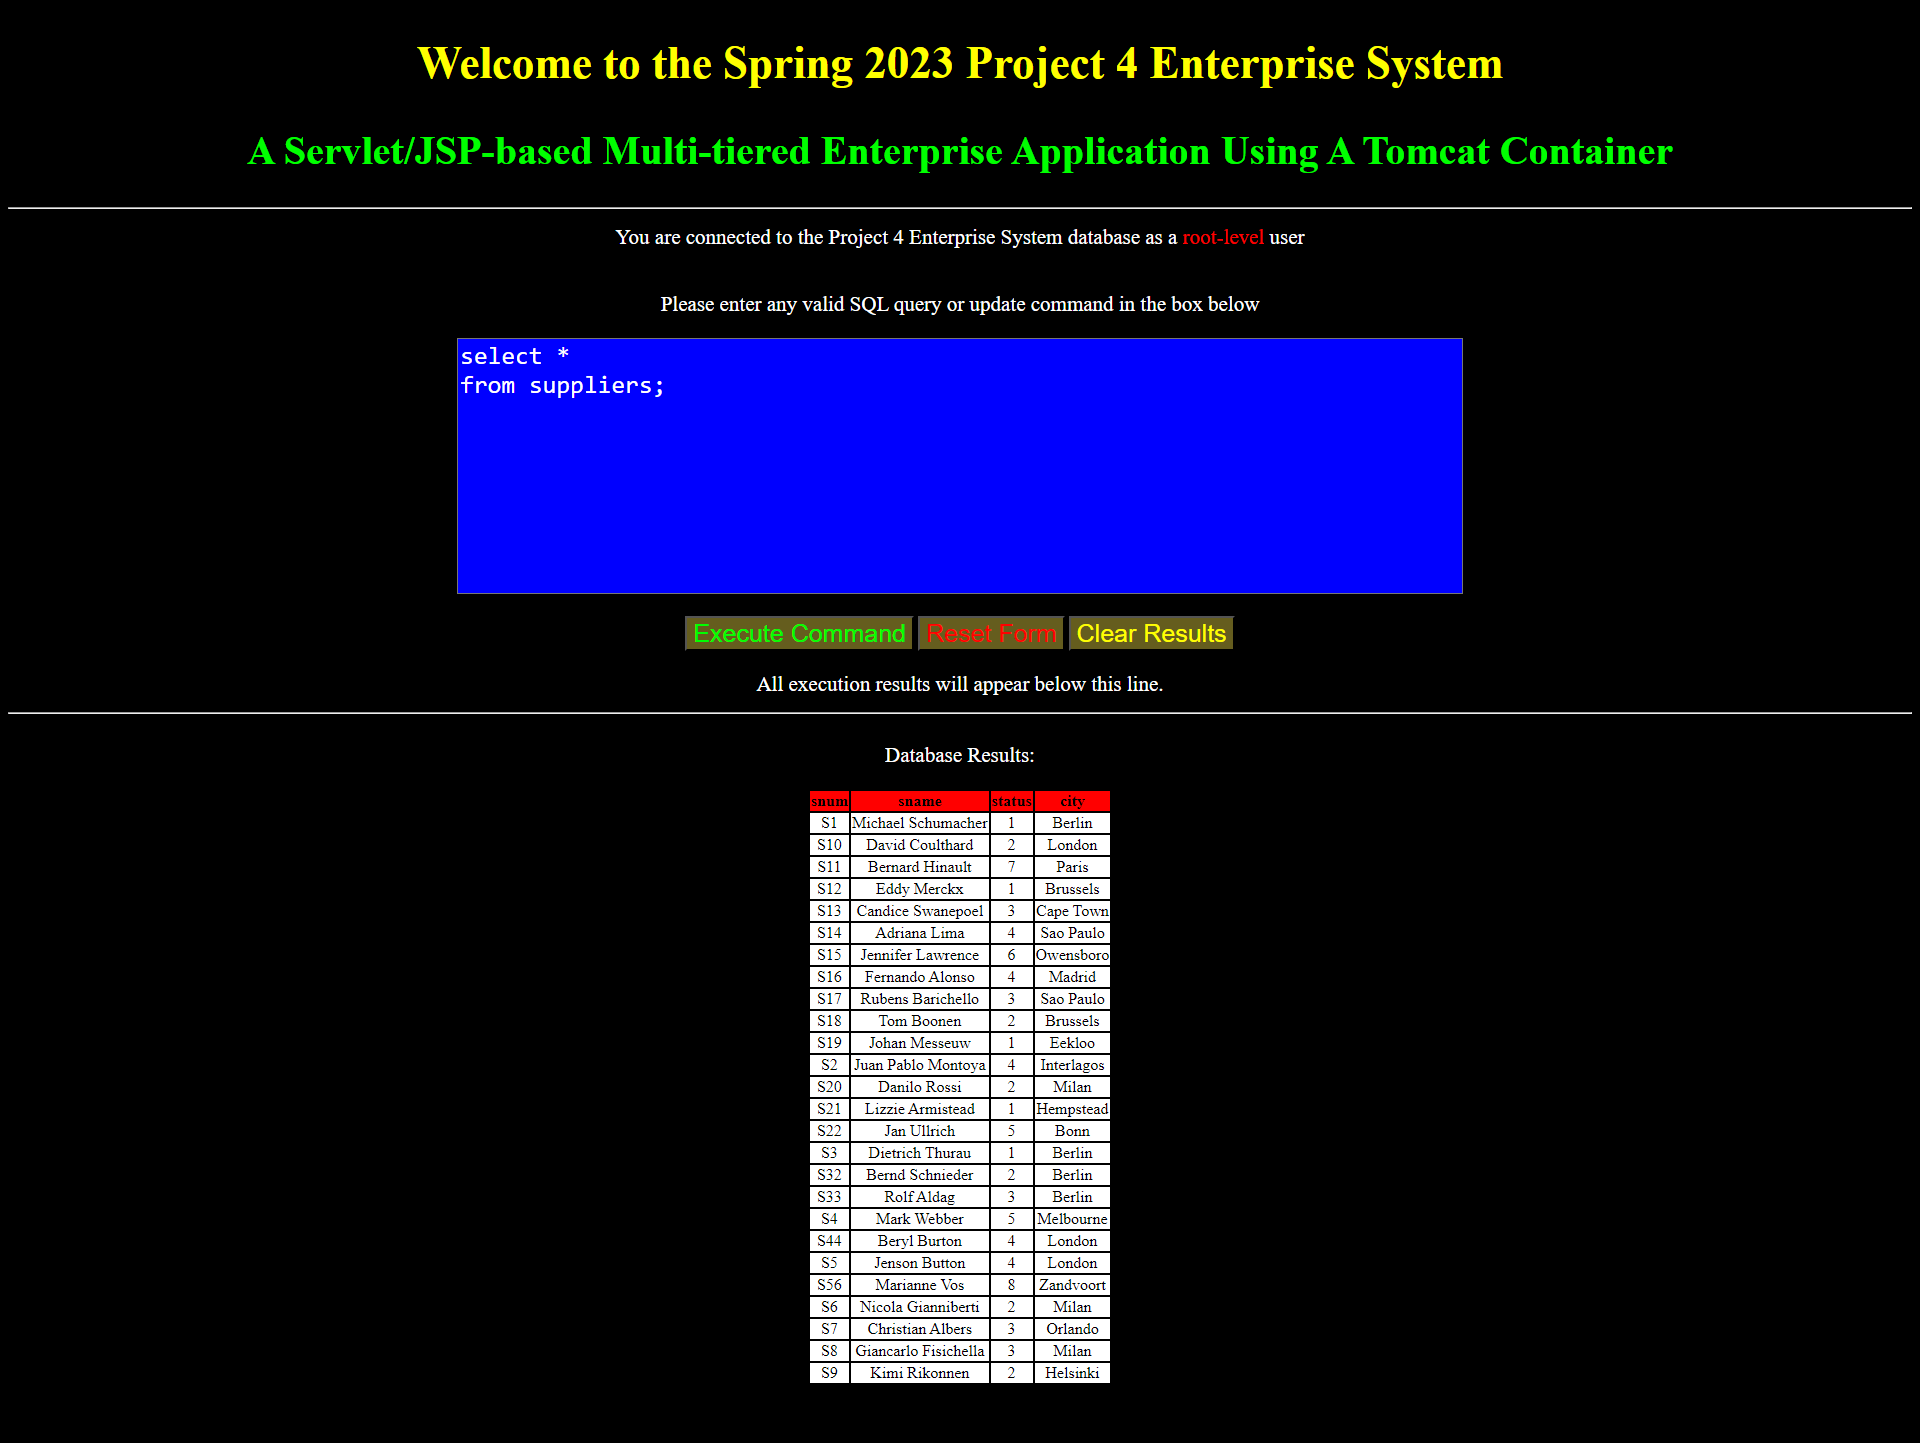 Welcome to the Spring 2023 Project 4 Enterprise System
A Servlet/JSP-based Multi-tiered Enterprise Application Using A Tomcat Container
You are connected to the Project 4 Enterprise System database as a root-level user
Please enter any valid SQL query or update command in the box below
select *
from suppliers;
Execute Command Reset Form Clear Results
All execution results will appear below this line.
Database Results:
snum sname status city
S1 Michael Schumacher 1 Berlin
S10 David Coulthard 2 London
S11 Bernard Hinault 7 Paris
S12 Eddy Merckx 1 Brussels
S13 Candice Swanepoel 3 Cape Town
S14 Adriana Lima 4 Sao Paulo
S15 Jennifer Lawrence 6 Owensboro
S16 Fernando Alonso 4 Madrid
S17 Rubens Barichello 3 Sao Paulo
S18 Tom Boonen 2 Brussels
S19 Johan Messeuw 1 Eekloo
S2 Juan Pablo Montoya 4 Interlagos
S20 Danilo Rossi 2 Milan
S21 Lizzie Armistead 1 Hempstead
S22 Jan Ullrich 5 Bonn
S3 Dietrich Thurau 1 Berlin
S32 Bernd Schnieder 2 Berlin
S33 Rolf Aldag 3 Berlin
S4 Mark Webber 5 Melbourne
S44 Beryl Burton 4 London
S5 Jenson Button 4 London
S56 Marianne Vos 8 Zandvoort
S6 Nicola Gianniberti 2 Milan
S7 Christian Albers 3 Orlando
S8 Giancarlo Fisichella 3 Milan
S9 Kimi Rikonnen 2 Helsinki